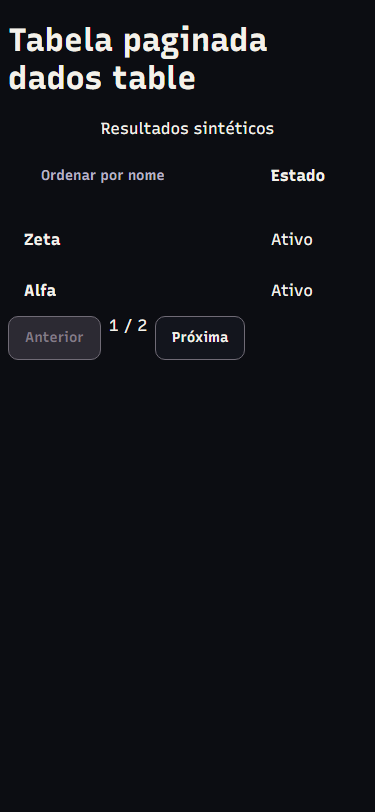 Tabela paginada
dados table
Resultados sintéticos
Ordenar por nome Estado
Zeta Ativo
Alfa Ativo
Anterior 1 / 2 Próxima